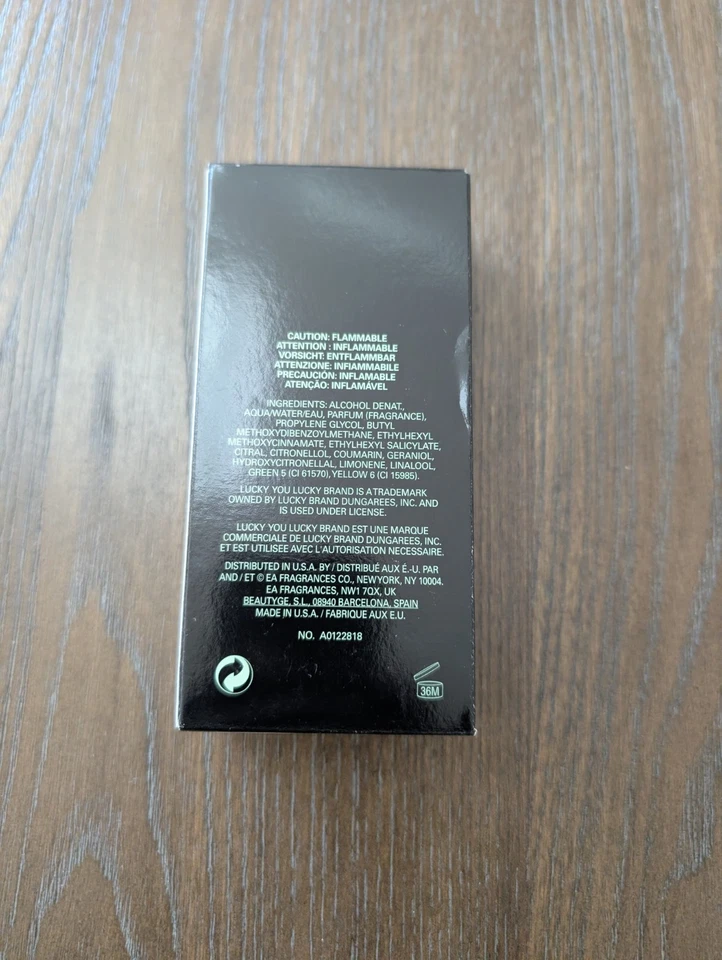 CAUTION: FLAMMABLE
ATTENTION : INFLAMMABLE
VORSICHT: ENTFLAMMBAR
ATTENZIONE: INFIAMMABILE
PRECAUCIÓN: INFLAMABLE
ATENÇÃO: INFLAMÁVEL
INGREDIENTS: ALCOHOL DENAT.,
AQUA/WATER/EAU, PARFUM (FRAGRANCE),
PROPYLENE GLYCOL, BUTYL
METHOXYDIBENZOYLMETHANE, ETHYLHEXYL
METHOXYCINNAMATE, ETHYLHEXYL SALICYLATE,
CITRAL, CITRONELLOL, COUMARIN, GERANIOL,
HYDROXYCITRONELLAL, LIMONENE, LINALOOL,
GREEN 5 (CI 61570), YELLOW 6 (CI 15985).
LUCKY YOU LUCKY BRAND IS A TRADEMARK
OWNED BY LUCKY BRAND DUNGAREES, INC. AND
IS USED UNDER LICENSE.
LUCKY YOU LUCKY BRAND EST UNE MARQUE
COMMERCIALE DE LUCKY BRAND DUNGAREES, INC.
ET EST UTILISEE AVEC L'AUTORISATION NECESSAIRE.
DISTRIBUTED IN U.S.A. BY / DISTRIBUÉ AUX É.-U. PAR
AND / ET © EA FRAGRANCES CO., NEW YORK, NY 10004.
EA FRAGRANCES, NW1 7QX, UK
BEAUTYGE, S.L., 08940 BARCELONA, SPAIN
MADE IN U.S.A. / FABRIQUE AUX E.U.
NO. A0122818
36M